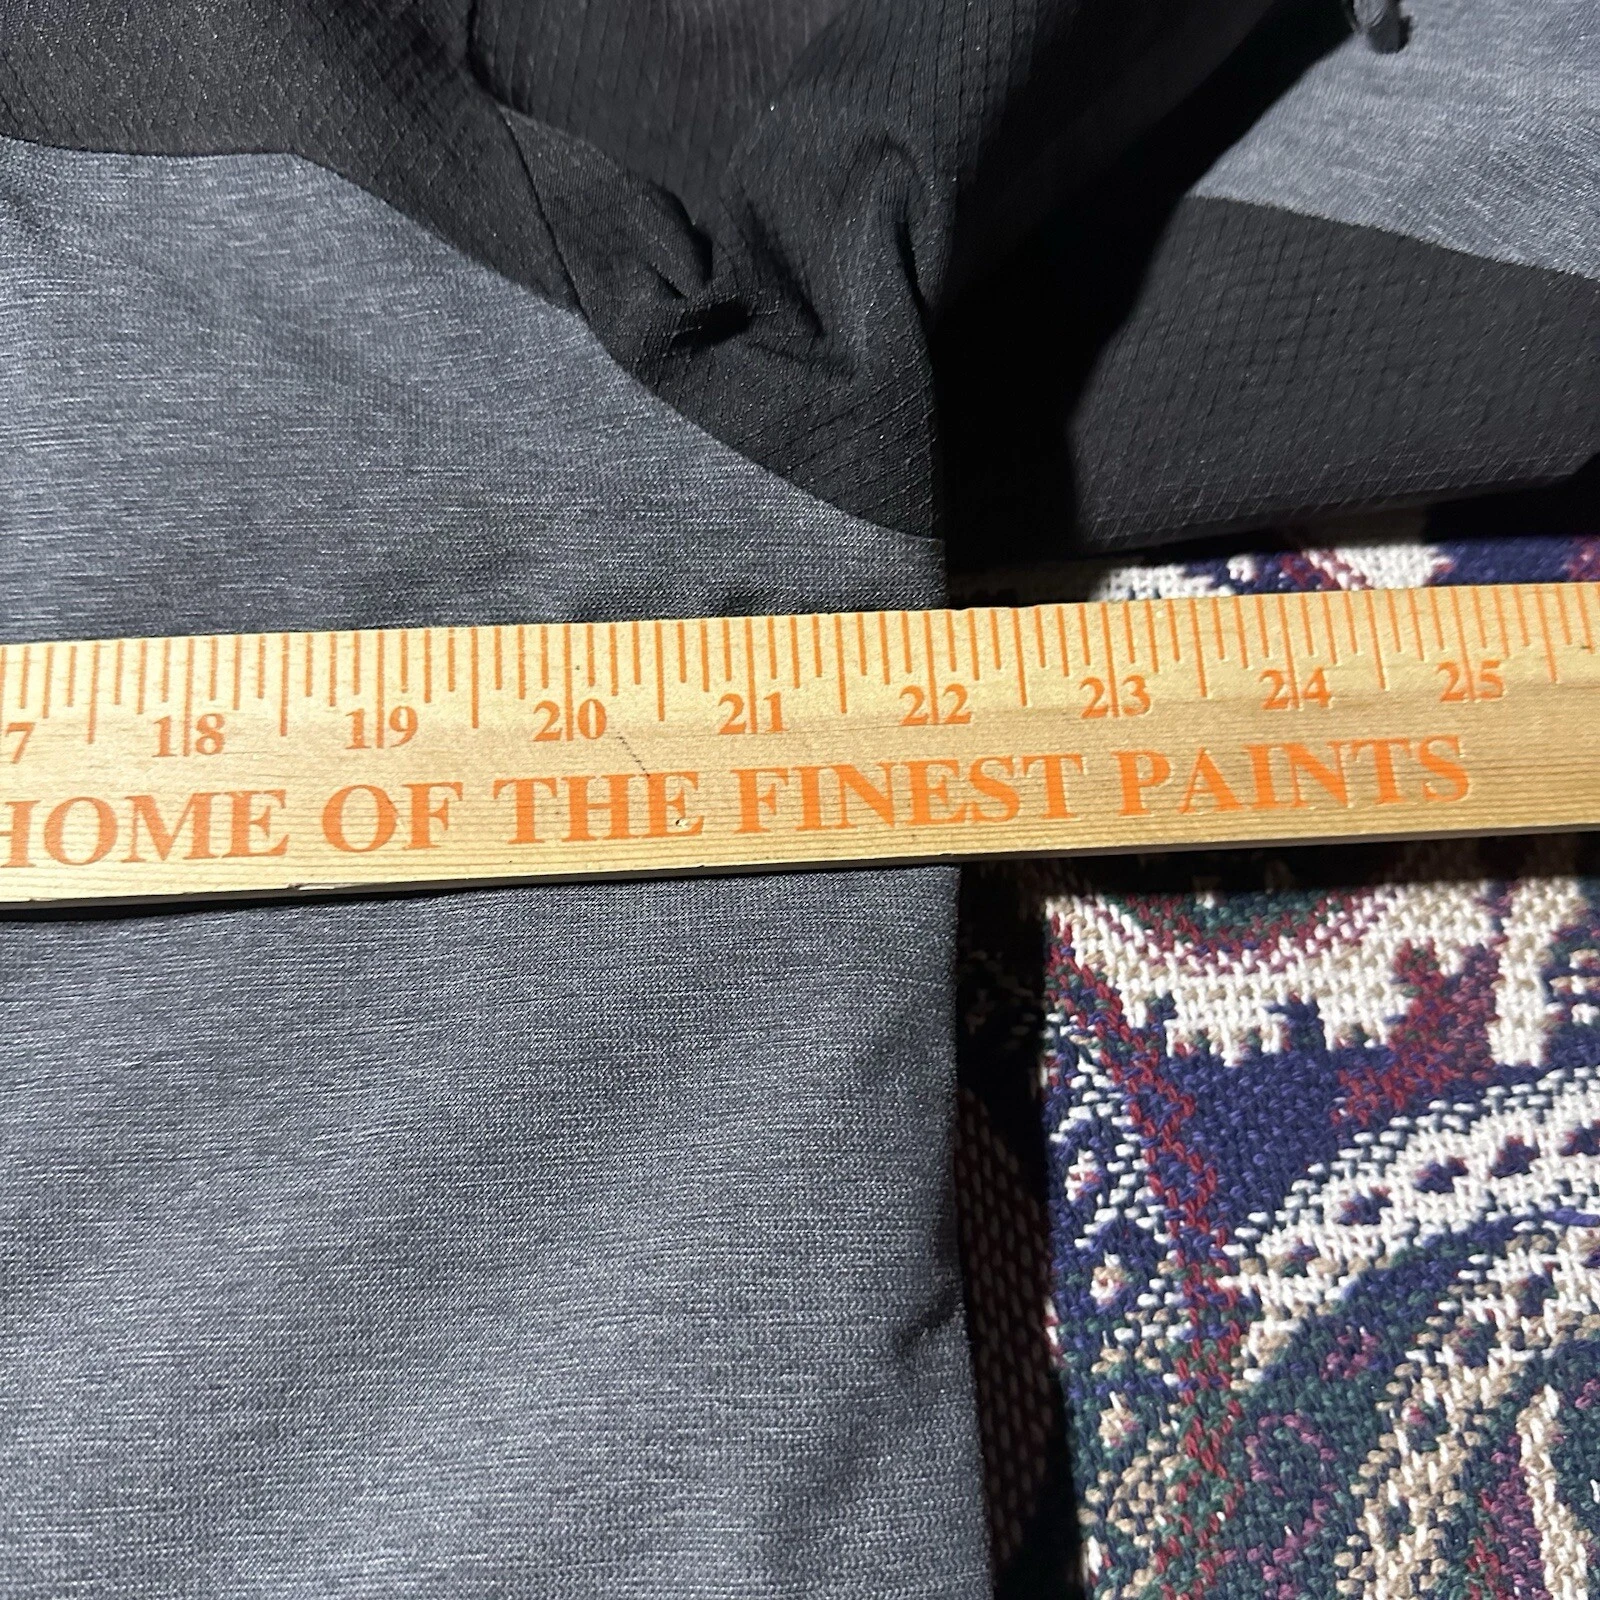 7 18 19 20 21 22 23 24 25
HOME OF THE FINEST PAINTS